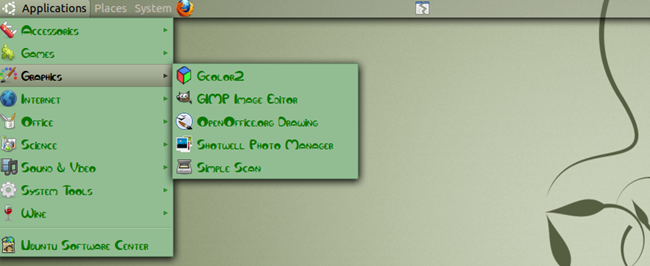 Applications Places System
Accessories
Games
Graphics
Internet
Office
Science
Sound & Video
System Tools
Wine
Ubuntu Software Center
Gcolor2
GIMP Image Editor
OpenOffice.org Drawing
Shotwell Photo Manager
Simple Scan